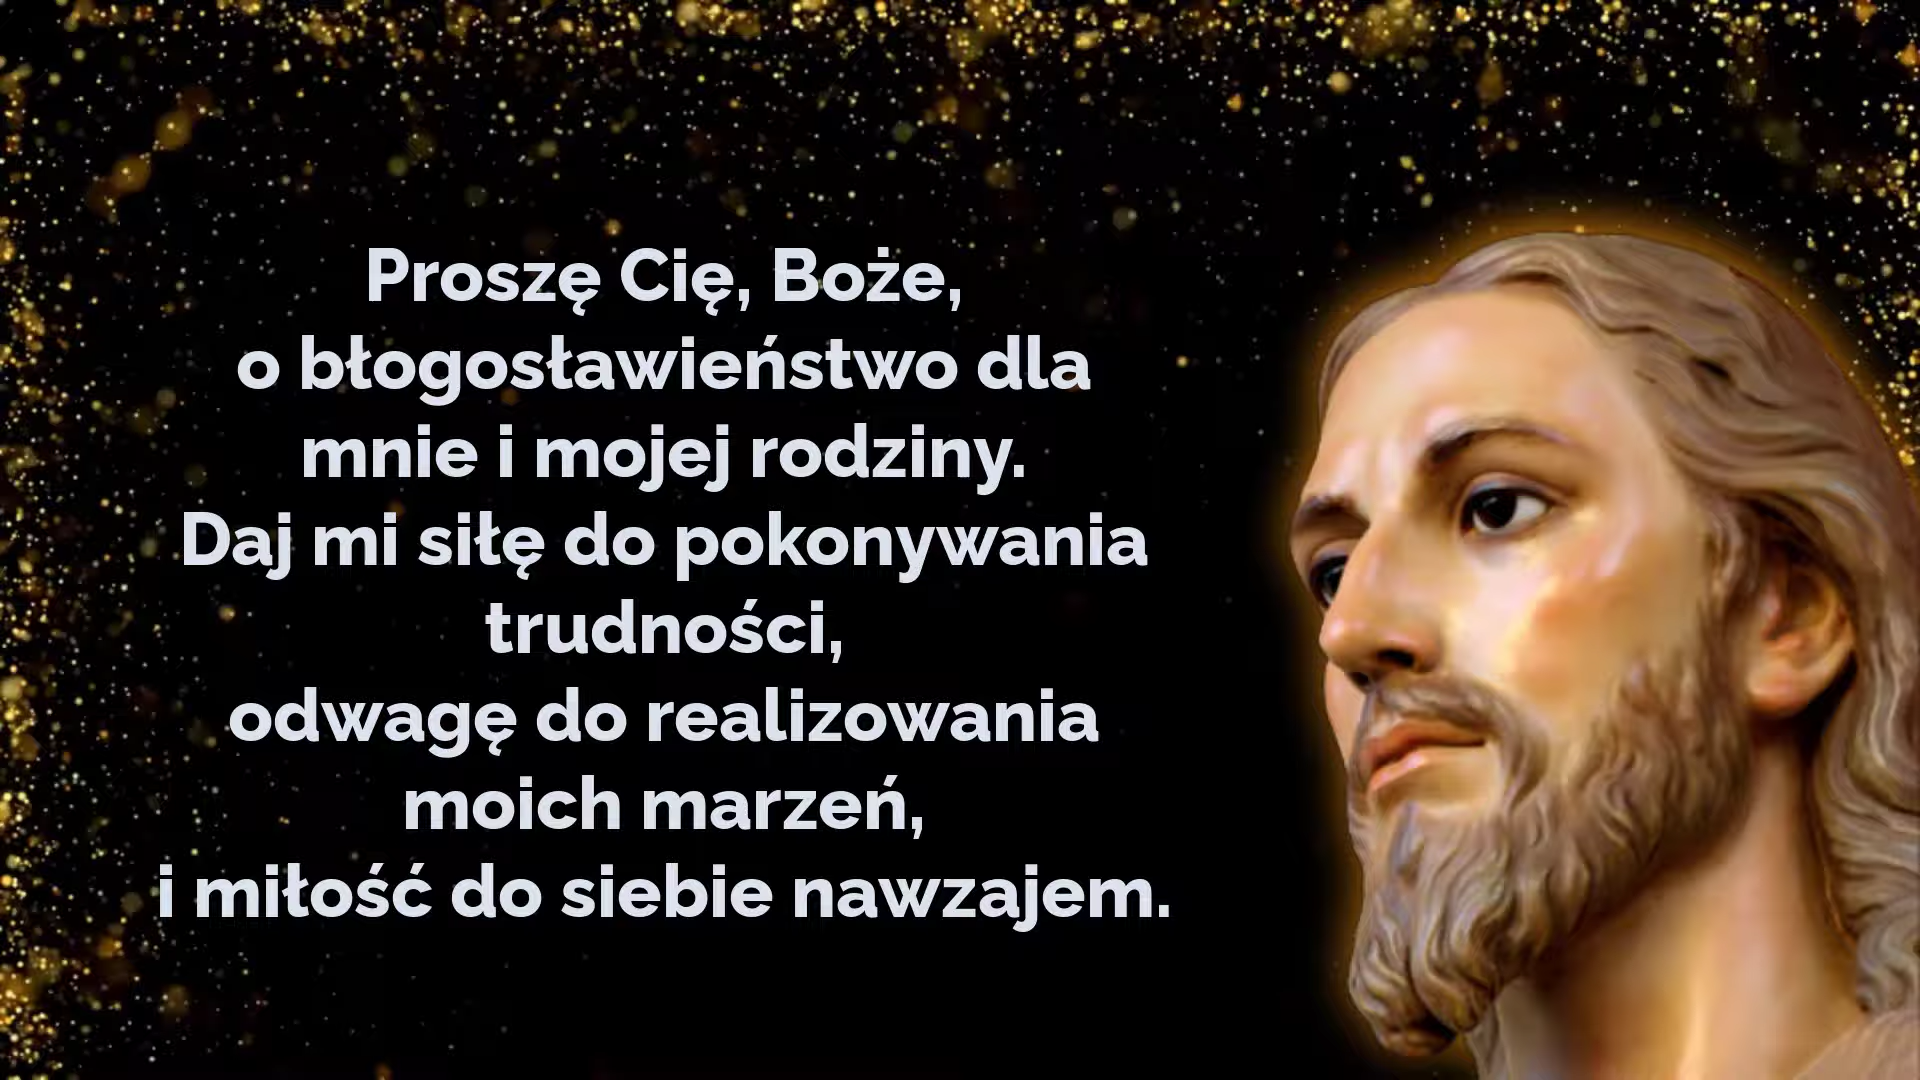 Proszę Cię, Boże,
o błogosławieństwo dla
mnie i mojej rodziny.
Daj mi siłę do pokonywania
trudności,
odwagę do realizowania
moich marzeń,
i miłość do siebie nawzajem.